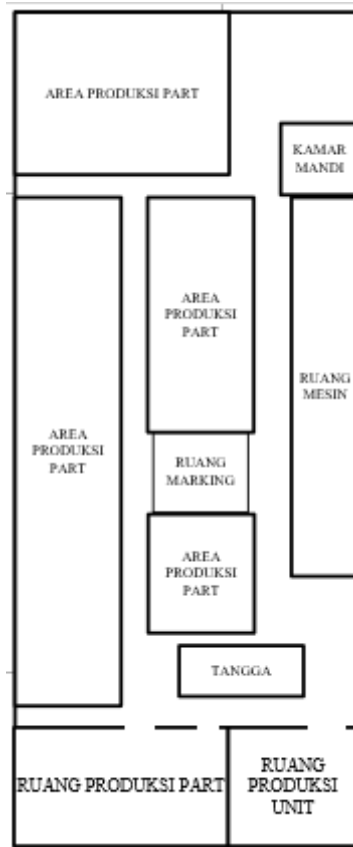 AREA PRODUKSI PART
KAMAR
MANDI
AREA
PRODUKSI
PART
RUANG
MESIN
AREA
PRODUKSI
PART
RUANG
MARKING
AREA
PRODUKSI
PART
TANGGA
RUANG PRODUKSI PART
RUANG
PRODUKSI
UNIT